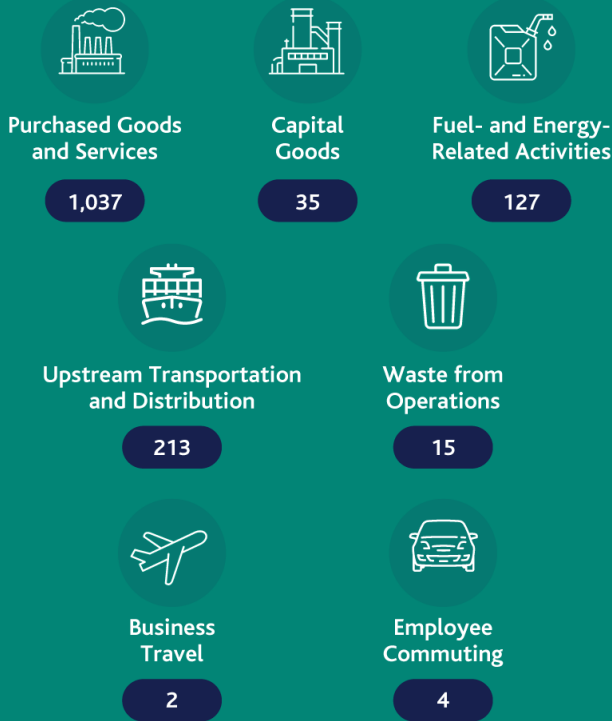 Purchased Goods
and Services
1,037
Capital
Goods
35
Fuel- and Energy-
Related Activities
127
Upstream Transportation
and Distribution
213
Waste from
Operations
15
Business
Travel
2
Employee
Commuting
4